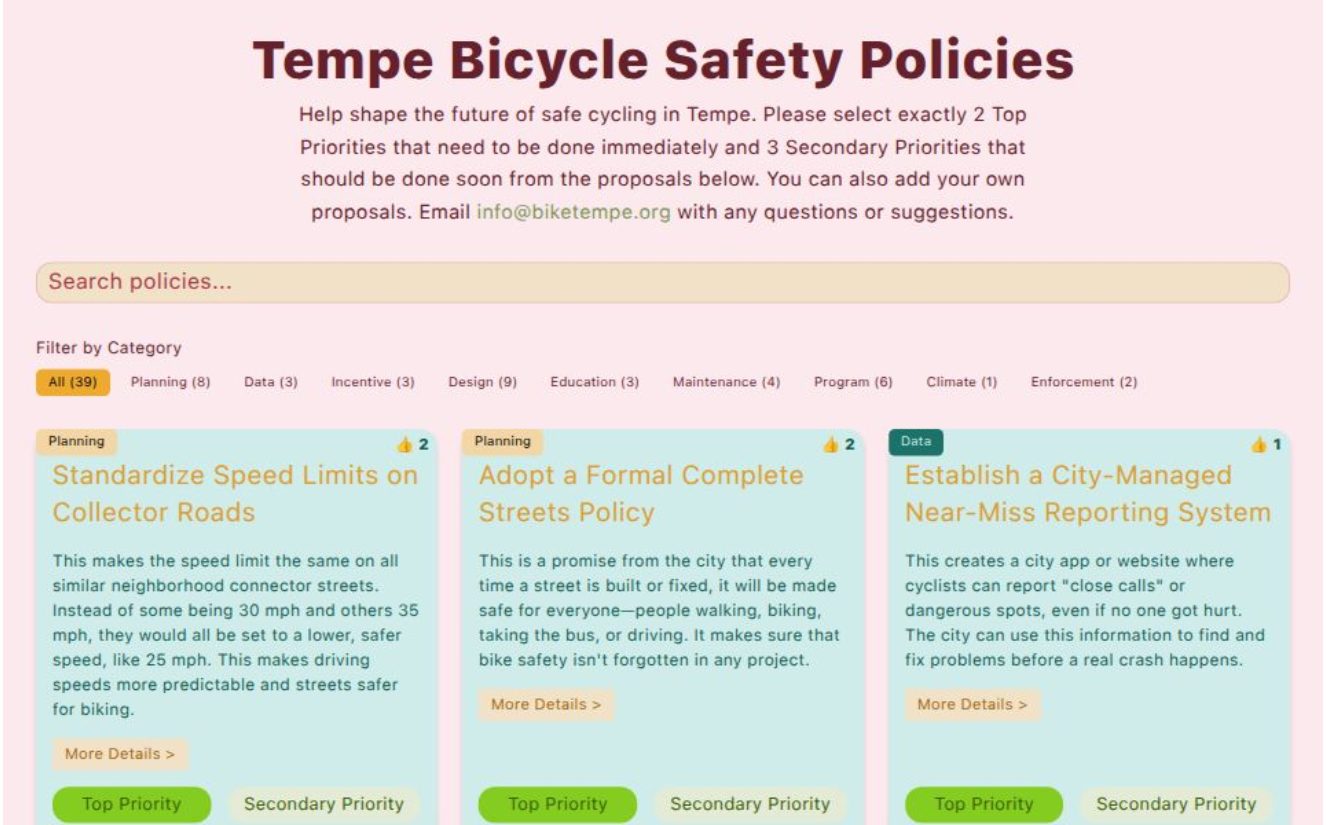 Tempe Bicycle Safety Policies
Help shape the future of safe cycling in Tempe. Please select exactly 2 Top
Priorities that need to be done immediately and 3 Secondary Priorities that
should be done soon from the proposals below. You can also add your own
proposals. Email info@biketempe.org with any questions or suggestions.
Search policies...
Filter by Category
All (39) Planning (8) Data (3) Incentive (3) Design (9) Education (3) Maintenance (4) Program (6) Climate (1) Enforcement (2)
Planning 👍 2
Standardize Speed Limits on
Collector Roads
This makes the speed limit the same on all
similar neighborhood connector streets.
Instead of some being 30 mph and others 35
mph, they would all be set to a lower, safer
speed, like 25 mph. This makes driving
speeds more predictable and streets safer
for biking.
More Details >
Top Priority Secondary Priority
Planning 👍 2
Adopt a Formal Complete
Streets Policy
This is a promise from the city that every
time a street is built or fixed, it will be made
safe for everyone—people walking, biking,
taking the bus, or driving. It makes sure that
bike safety isn't forgotten in any project.
More Details >
Top Priority Secondary Priority
Data 👍 1
Establish a City-Managed
Near-Miss Reporting System
This creates a city app or website where
cyclists can report "close calls" or
dangerous spots, even if no one got hurt.
The city can use this information to find and
fix problems before a real crash happens.
More Details >
Top Priority Secondary Priority